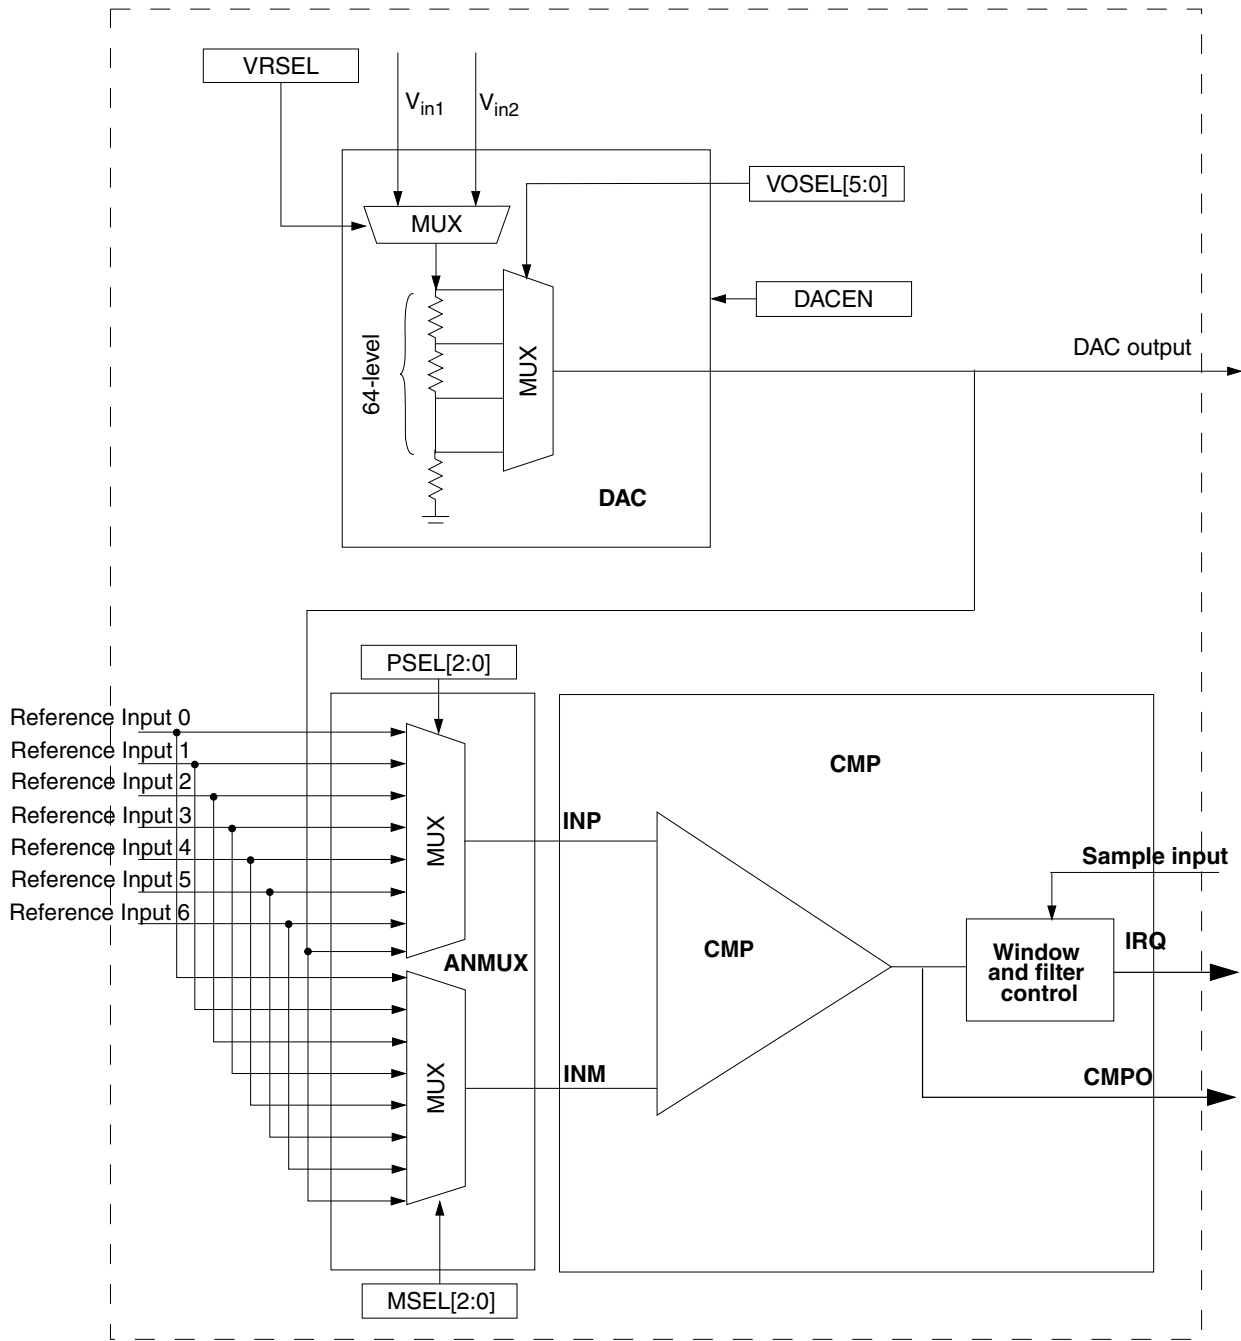 VRSEL
Vin1
Vin2
VOSEL[5:0]
MUX
DACEN
64-level
MUX
DAC output
DAC
PSEL[2:0]
Reference Input 0
Reference Input 1
Reference Input 2
Reference Input 3
Reference Input 4
Reference Input 5
Reference Input 6
MUX
ANMUX
MUX
MSEL[2:0]
CMP
INP
CMP
INM
Sample input
Window
and filter
control
IRQ
CMPO